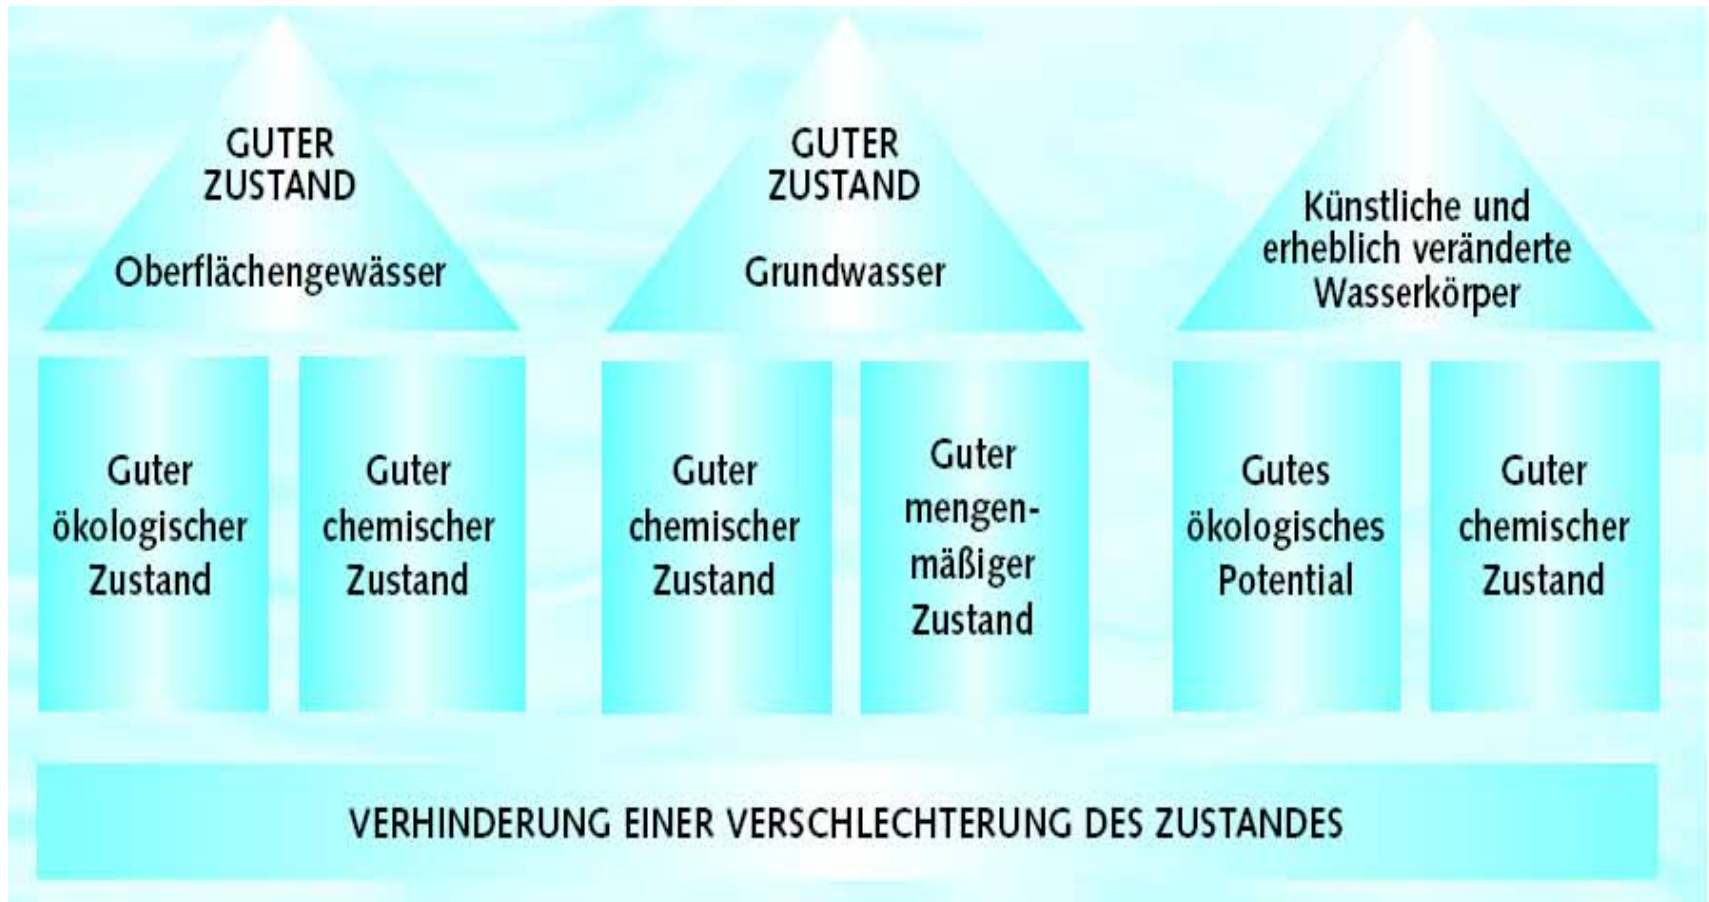 GUTER
ZUSTAND
Oberflächengewässer
GUTER
ZUSTAND
Grundwasser
Künstliche und
erheblich veränderte
Wasserkörper
Guter
ökologischer
Zustand
Guter
chemischer
Zustand
Guter
chemischer
Zustand
Guter
mengen-
mäßiger
Zustand
Gutes
ökologisches
Potential
Guter
chemischer
Zustand
VERHINDERUNG EINER VERSCHLECHTERUNG DES ZUSTANDES